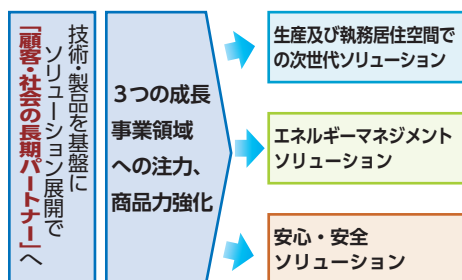 技術・製品を基盤に
ソリューション展開で
「顧客・社会の長期パートナー」へ
3つの成長
事業領域
への注力、
商品力強化
生産及び執務居住空間で
の次世代ソリューション
エネルギーマネジメント
ソリューション
安心・安全
ソリューション